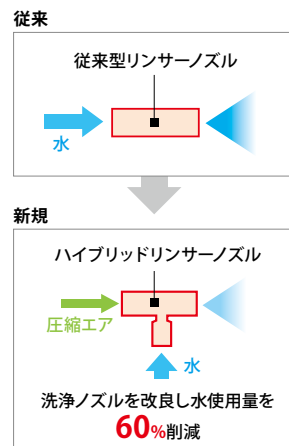 従来
従来型リンサーノズル
水
新規
ハイブリッドリンサーノズル
圧縮エア
水
洗浄ノズルを改良し水使用量を
60%削減